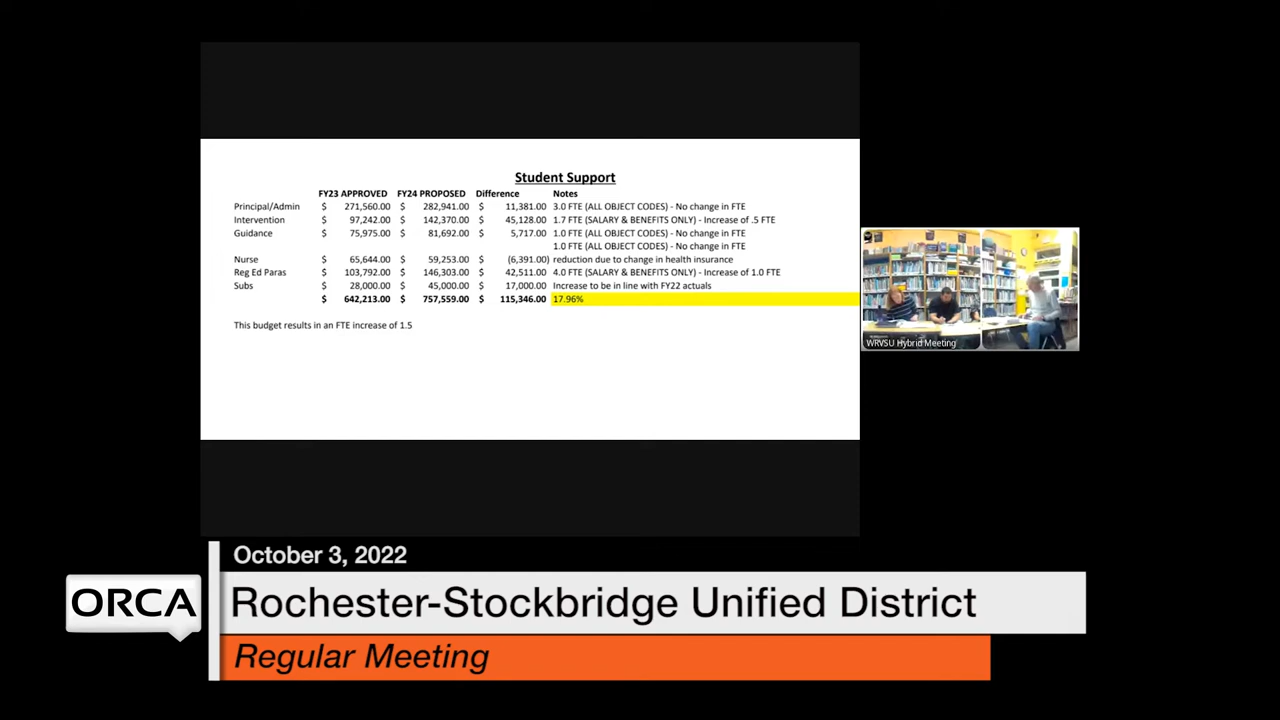 Student Support
FY23 APPROVED FY24 PROPOSED Difference Notes
Principal/Admin $ 271,560.00 $ 282,941.00 $ 11,381.00 3.0 FTE (ALL OBJECT CODES) - No change in FTE
Intervention $ 97,242.00 $ 142,370.00 $ 45,128.00 1.7 FTE (SALARY & BENEFITS ONLY) - Increase of .5 FTE
Guidance $ 75,975.00 $ 81,692.00 $ 5,717.00 1.0 FTE (ALL OBJECT CODES) - No change in FTE
1.0 FTE (ALL OBJECT CODES) - No change in FTE
Nurse $ 65,644.00 $ 59,253.00 $ (6,391.00) reduction due to change in health insurance
Reg Ed Paras $ 103,792.00 $ 146,303.00 $ 42,511.00 4.0 FTE (SALARY & BENEFITS ONLY) - Increase of 1.0 FTE
Subs $ 28,000.00 $ 45,000.00 $ 17,000.00 Increase to be in line with FY22 actuals
$ 642,213.00 $ 757,559.00 $ 115,346.00 17.96%
This budget results in an FTE increase of 1.5
WRVSU Hybrid Meeting
October 3, 2022
ORCA
Rochester-Stockbridge Unified District
Regular Meeting